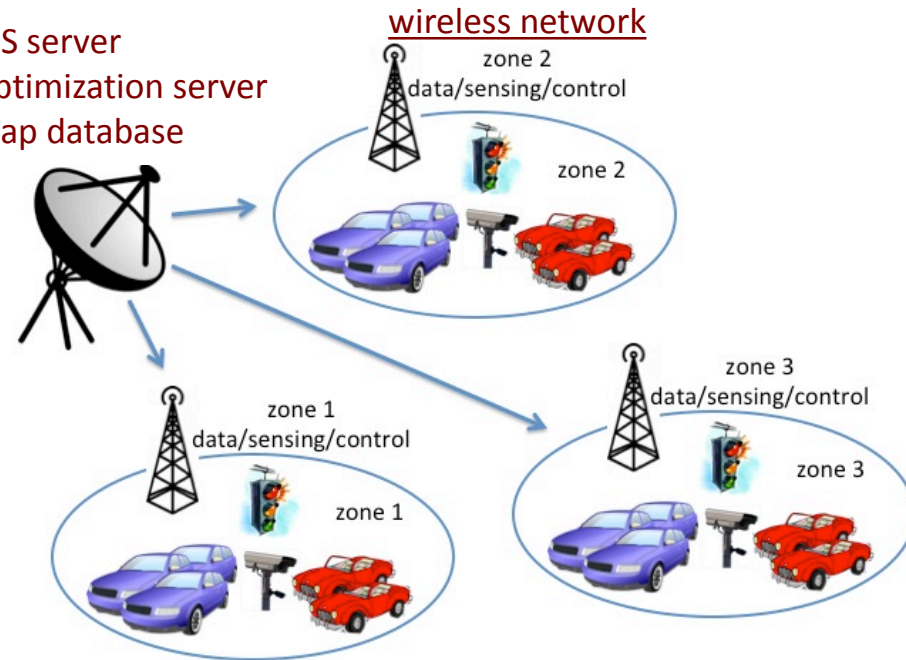 S server
ptimization server
ap database
wireless network
zone 2
data/sensing/control
zone 2
zone 1
data/sensing/control
zone 1
zone 3
data/sensing/control
zone 3